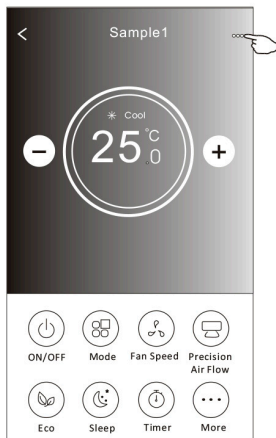 Sample1
Cool
25.0°C
ON/OFF
Mode
Fan Speed
Precision
Air Flow
Eco
Sleep
Timer
More